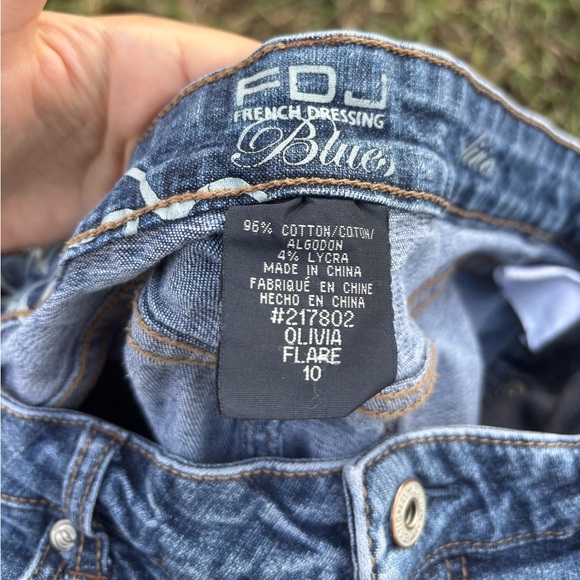 FDJ
FRENCH DRESSING
Blues
96% COTTON/COTON/
ALGODON
4% LYCRA
MADE IN CHINA
FABRIQUÉ EN CHINE
HECHO EN CHINA
#217802
OLIVIA
FLARE
10